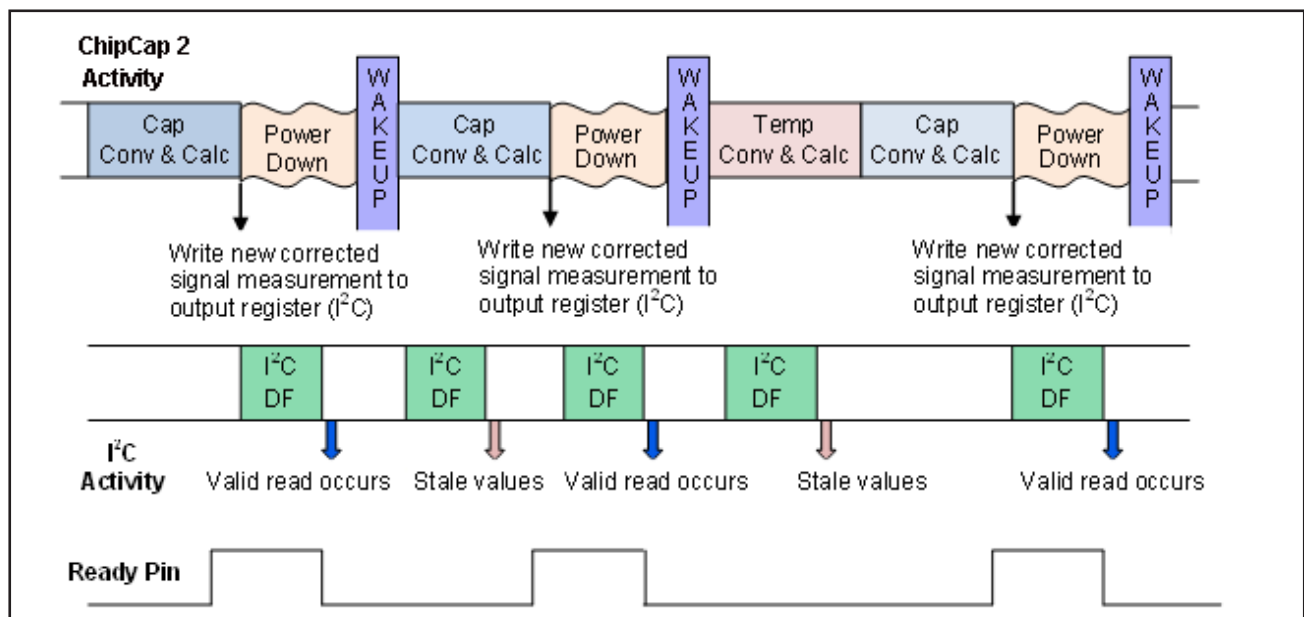 ChipCap 2
Activity
Cap
Conv & Calc
Power
Down
WAKEUP
Cap
Conv & Calc
Power
Down
WAKEUP
Temp
Conv & Calc
Cap
Conv & Calc
Power
Down
WAKEUP
Write new corrected
signal measurement to
output register (I²C)
Write new corrected
signal measurement to
output register (I²C)
Write new corrected
signal measurement to
output register (I²C)
I²C
DF
I²C
DF
I²C
DF
I²C
DF
I²C
DF
I²C
Activity
Valid read occurs
Stale values
Valid read occurs
Stale values
Valid read occurs
Ready Pin